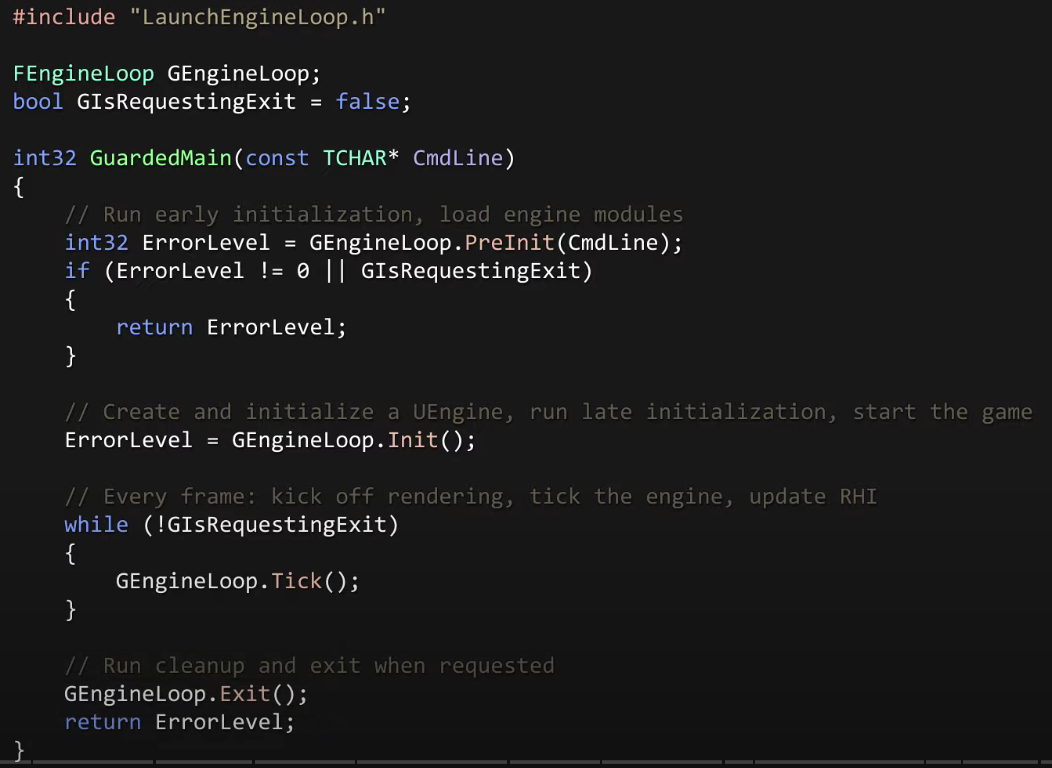 #include "LaunchEngineLoop.h"
FEngineLoop GEngineLoop;
bool GIsRequestingExit = false;
int32 GuardedMain(const TCHAR* CmdLine)
{
// Run early initialization, load engine modules
int32 ErrorLevel = GEngineLoop.PreInit(CmdLine);
if (ErrorLevel != 0 || GIsRequestingExit)
{
return ErrorLevel;
}
// Create and initialize a UEngine, run late initialization, start the game
ErrorLevel = GEngineLoop.Init();
// Every frame: kick off rendering, tick the engine, update RHI
while (!GIsRequestingExit)
{
GEngineLoop.Tick();
}
// Run cleanup and exit when requested
GEngineLoop.Exit();
return ErrorLevel;
}